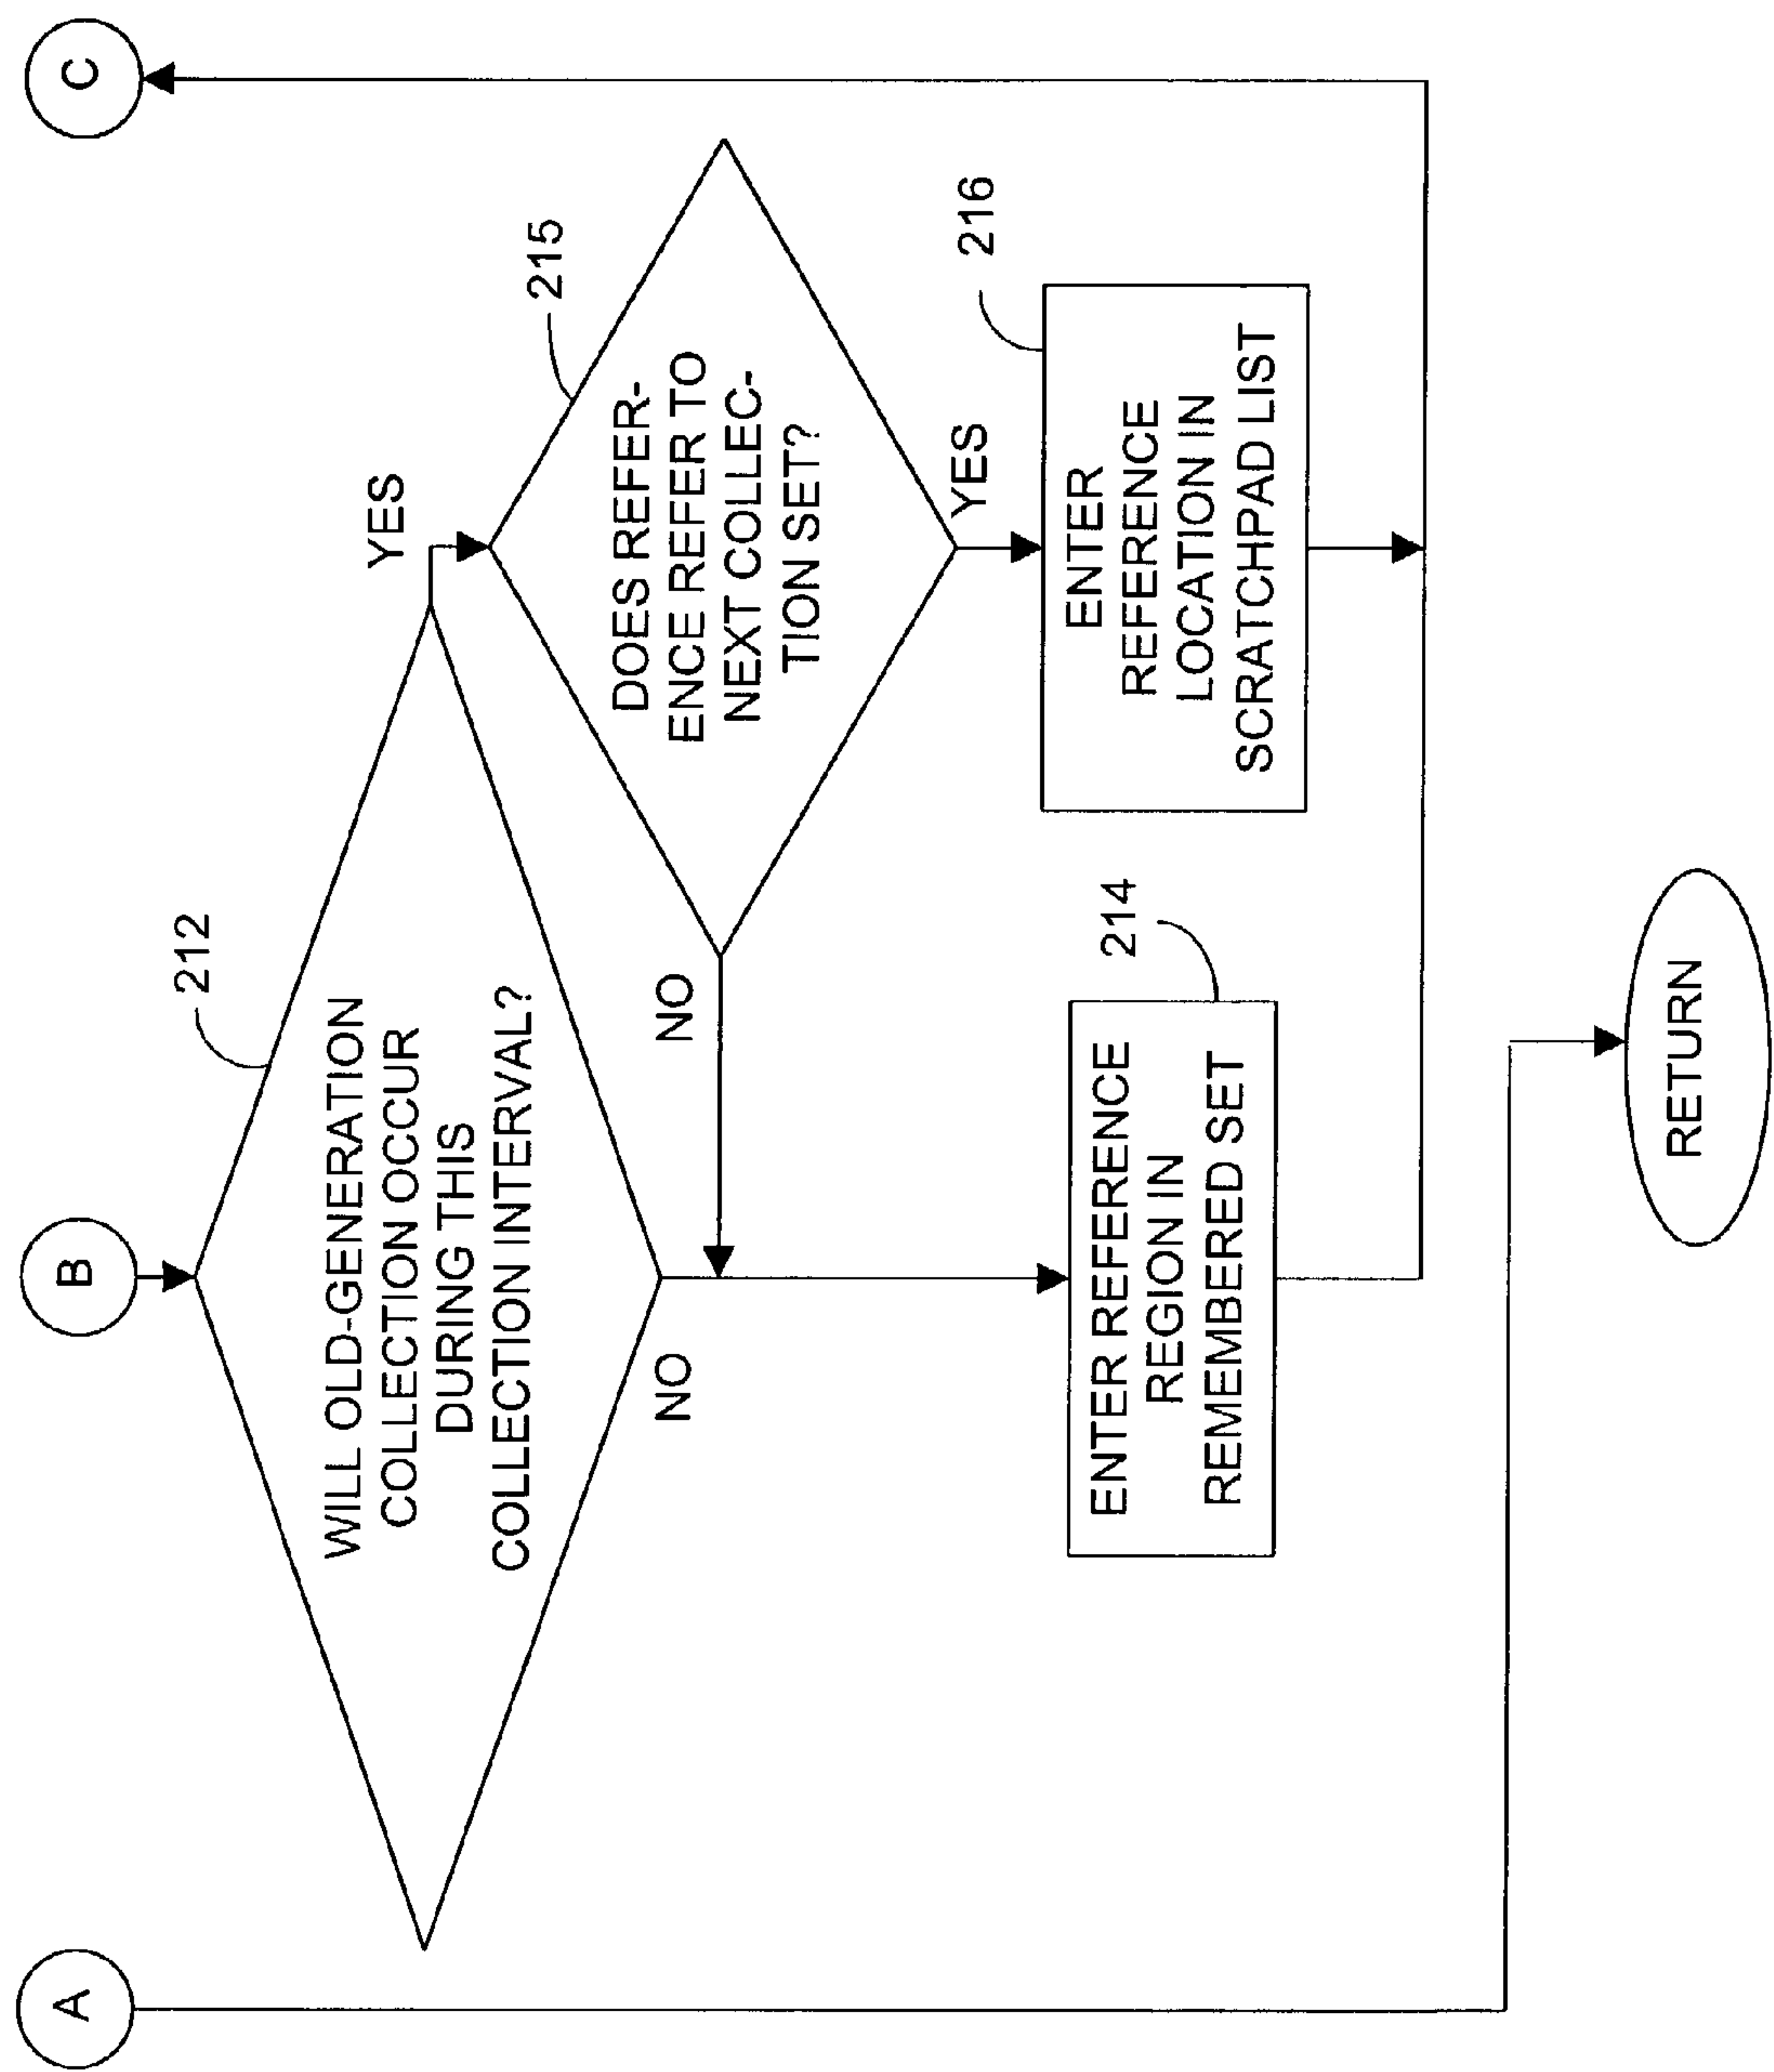 A
B
C
212
WILL OLD-GENERATION
COLLECTION OCCUR
DURING THIS
COLLECTION INTERVAL?
YES
NO
215
DOES REFER-
ENCE REFER TO
NEXT COLLEC-
TION SET?
NO
YES
214
ENTER REFERENCE
REGION IN
REMEMBERED SET
216
ENTER
REFERENCE
LOCATION IN
SCRATCHPAD LIST
RETURN